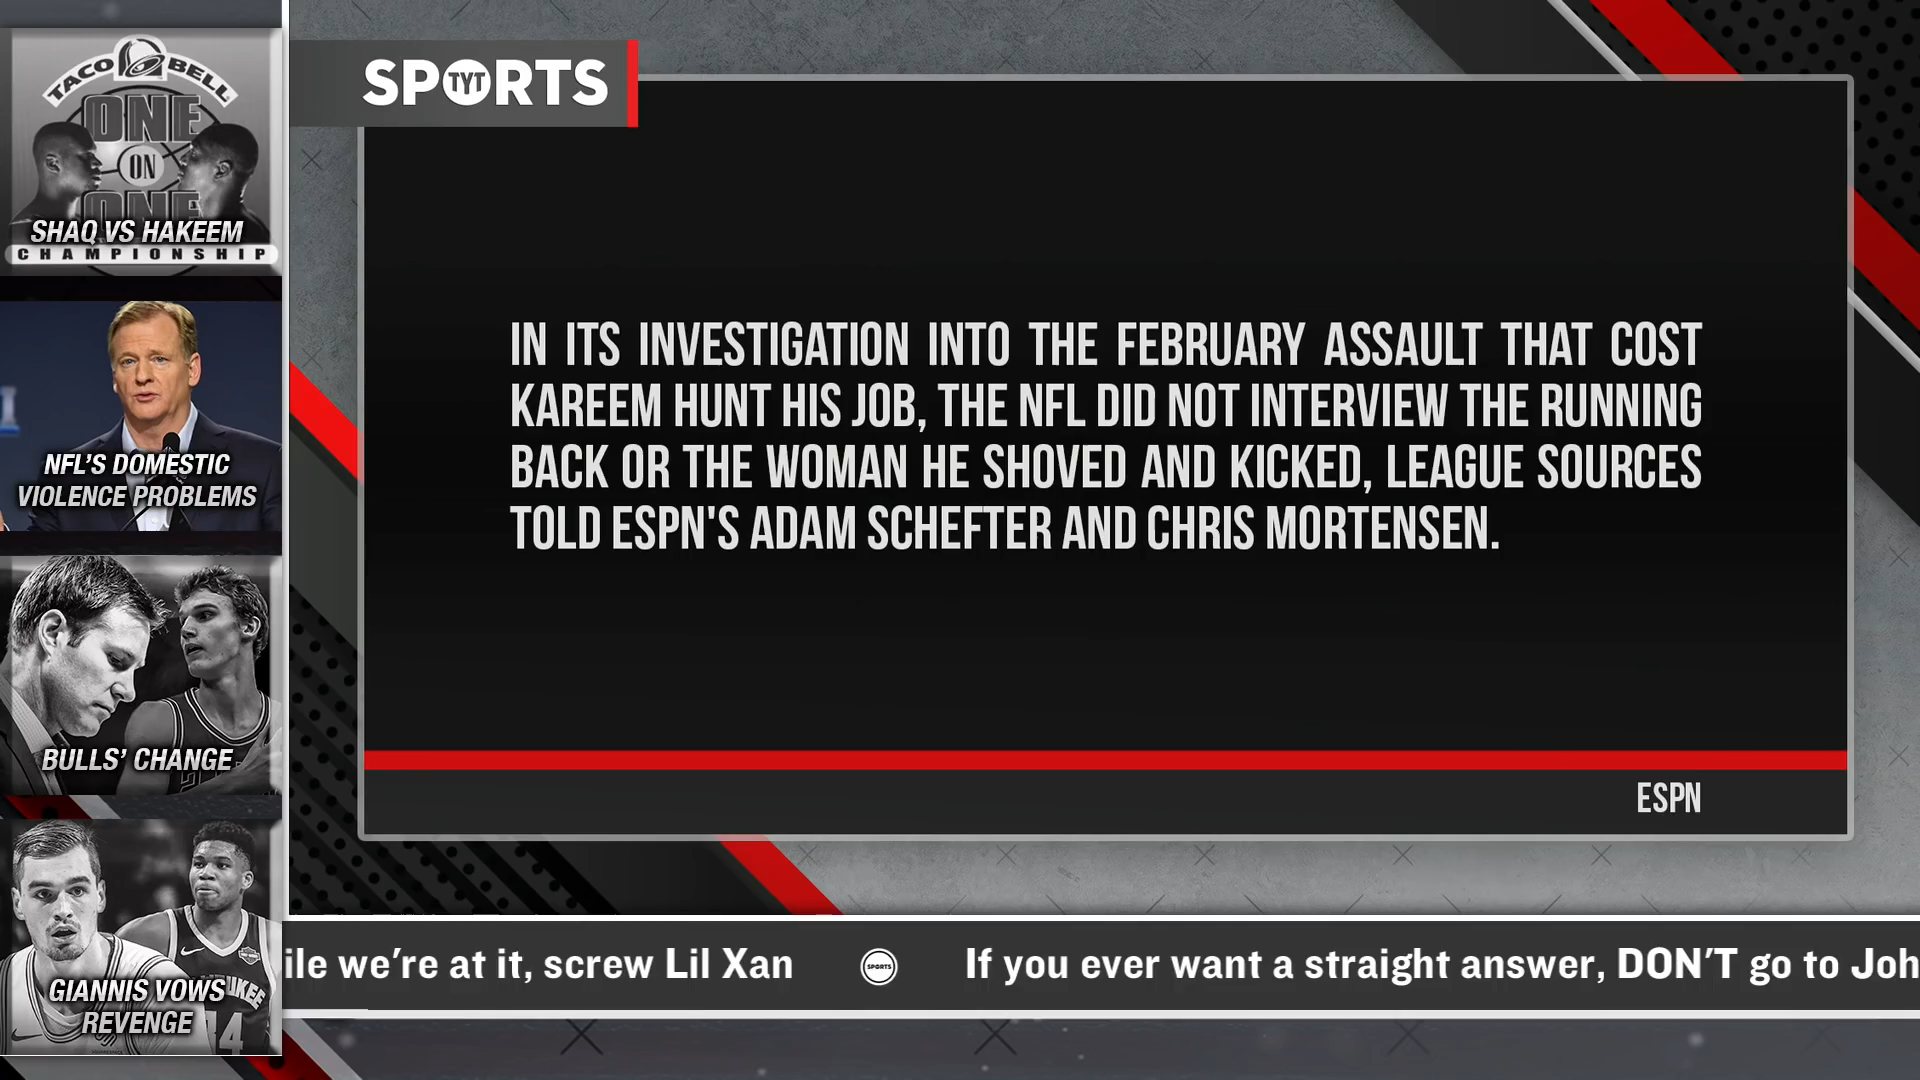 TACO BELL
ONE
ON
ONE
SHAQ VS HAKEEM
CHAMPIONSHIP
NFL'S DOMESTIC
VIOLENCE PROBLEMS
BULLS' CHANGE
GIANNIS VOWS
REVENGE
SPORTS
TYT
IN ITS INVESTIGATION INTO THE FEBRUARY ASSAULT THAT COST
KAREEM HUNT HIS JOB, THE NFL DID NOT INTERVIEW THE RUNNING
BACK OR THE WOMAN HE SHOVED AND KICKED, LEAGUE SOURCES
TOLD ESPN'S ADAM SCHEFTER AND CHRIS MORTENSEN.
ESPN
ile we're at it, screw Lil Xan
SPORTS
If you ever want a straight answer, DON'T go to Joh